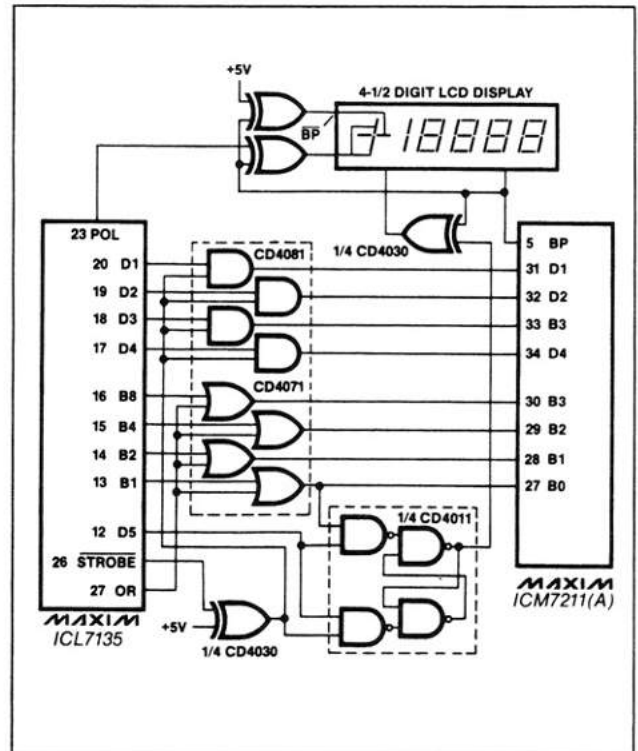 +5V
4-1/2 DIGIT LCD DISPLAY
BP
23 POL
1/4 CD4030
5 BP
20 D1
CD4081
31 D1
19 D2
32 D2
18 D3
33 B3
17 D4
34 D4
CD4071
16 B8
30 B3
15 B4
29 B2
14 B2
28 B1
13 B1
27 B0
1/4 CD4011
12 D5
26 STROBE
27 OR
MAXIM
ICM7211(A)
MAXIM
ICL7135
+5V
1/4 CD4030